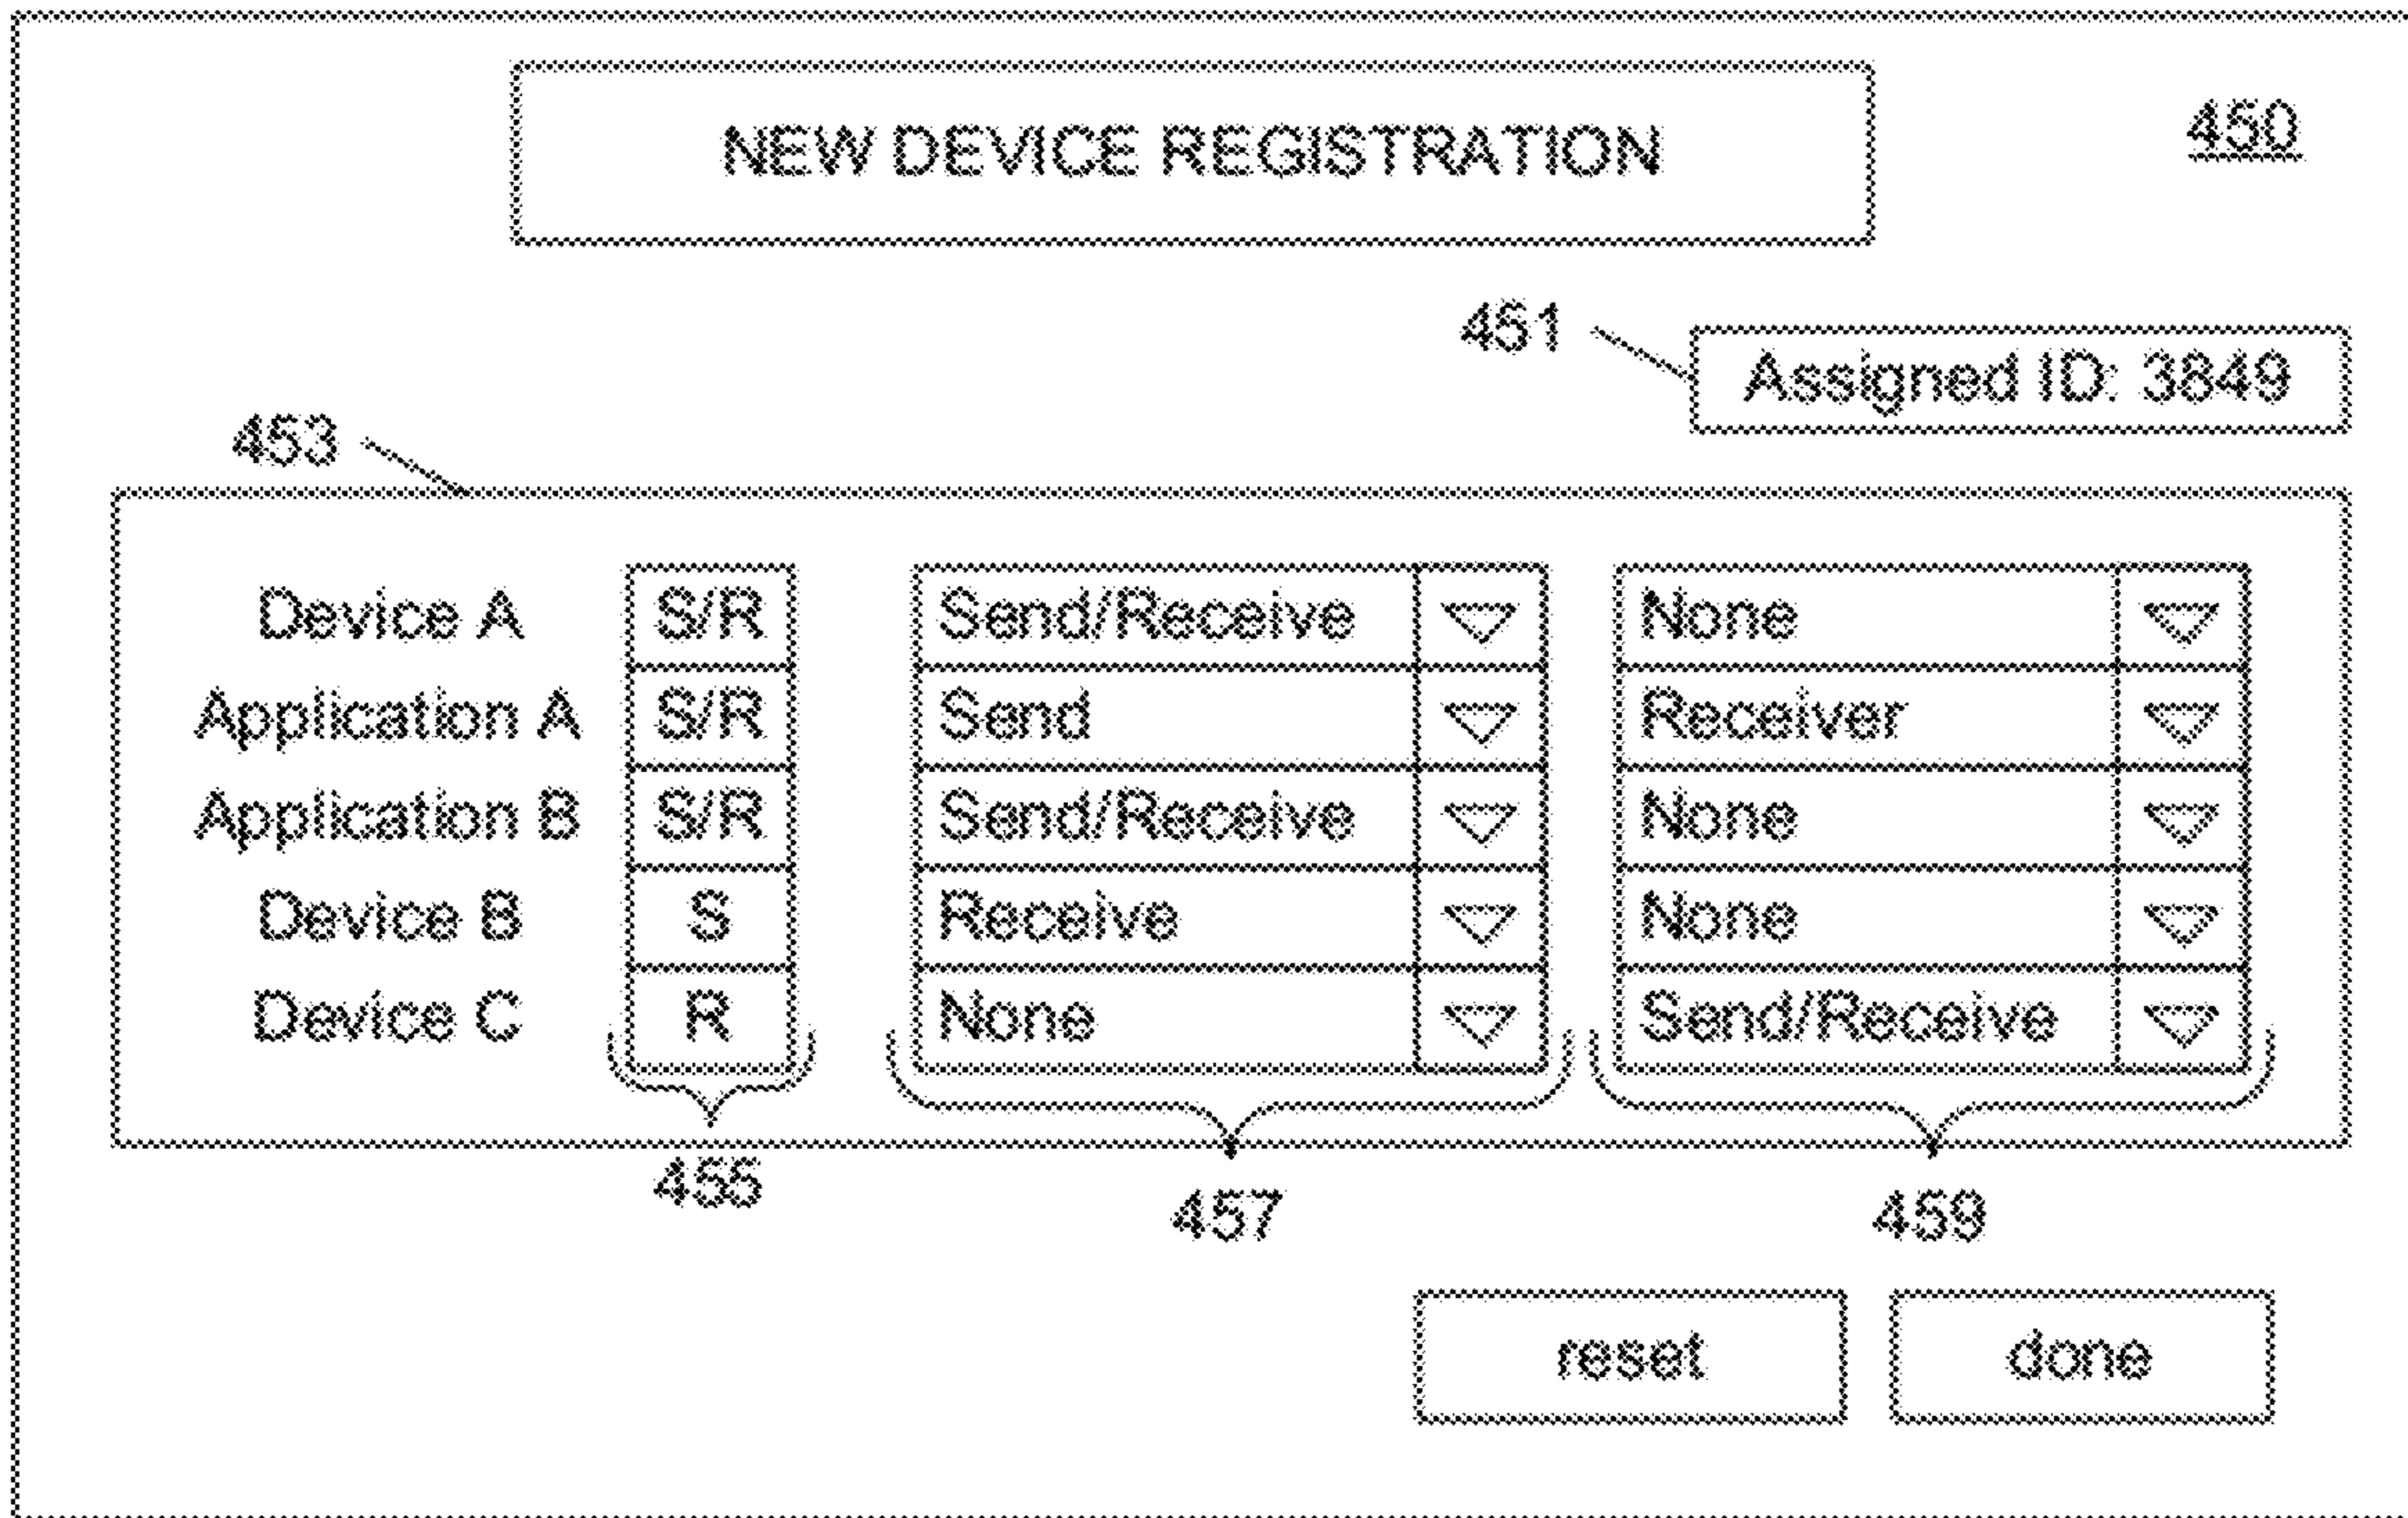 NEW DEVICE REGISTRATION
450
451
Assigned ID: 3849
453
Device A S/R Send/Receive None
Application A S/R Send Receiver
Application B S/R Send/Receive None
Device B S Receive None
Device C R None Send/Receive
455
457
459
reset done